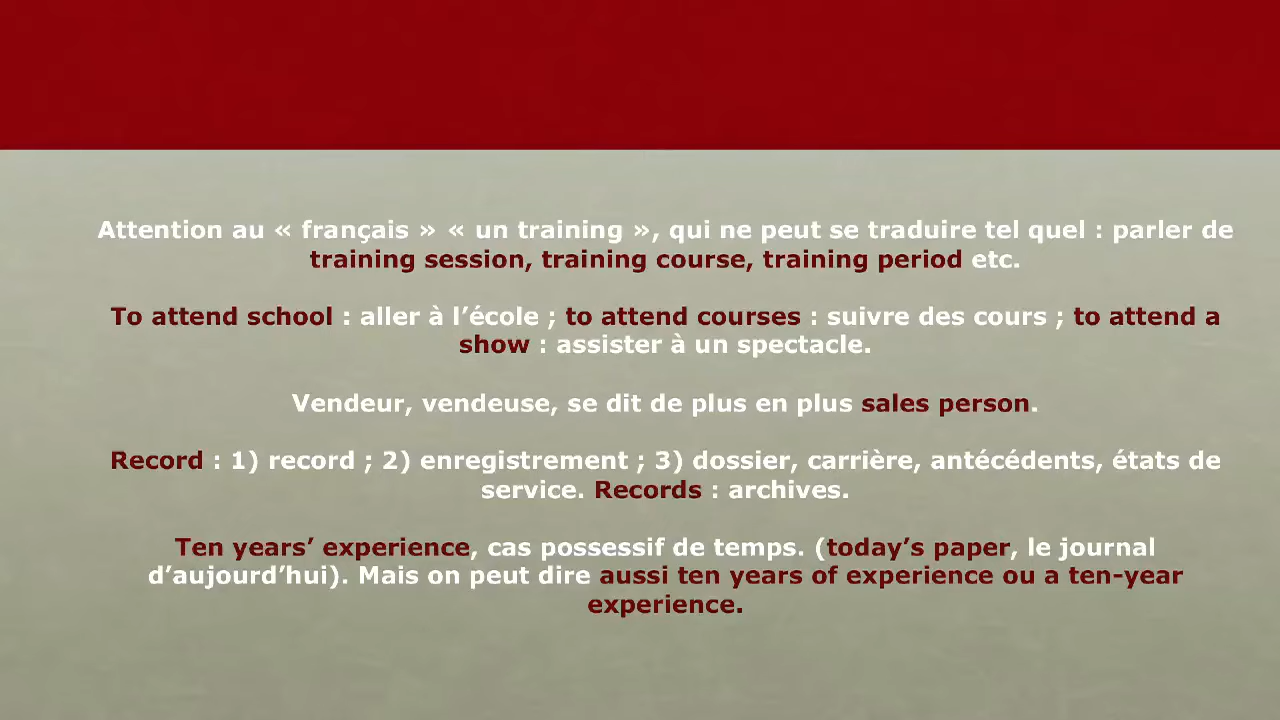 Attention au « français » « un training », qui ne peut se traduire tel quel : parler de
training session, training course, training period etc.
To attend school : aller à l’école ; to attend courses : suivre des cours ; to attend a
show : assister à un spectacle.
Vendeur, vendeuse, se dit de plus en plus sales person.
Record : 1) record ; 2) enregistrement ; 3) dossier, carrière, antécédents, états de
service. Records : archives.
Ten years’ experience, cas possessif de temps. (today’s paper, le journal
d’aujourd’hui). Mais on peut dire aussi ten years of experience ou a ten-year
experience.